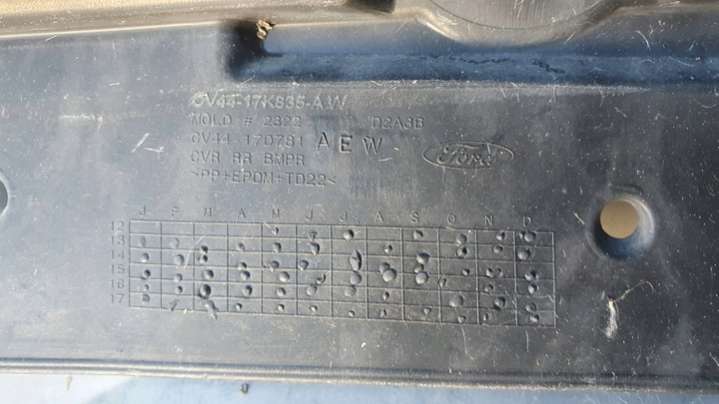 CV44-17K835-AW
MOLD # 2322 D2A3B
CV44-17D781 AEW
CVR RR BMPR
Ford
>PP+EPDM-TD22<
J F M A M J J A S O N D
12
13
14
15
16
17